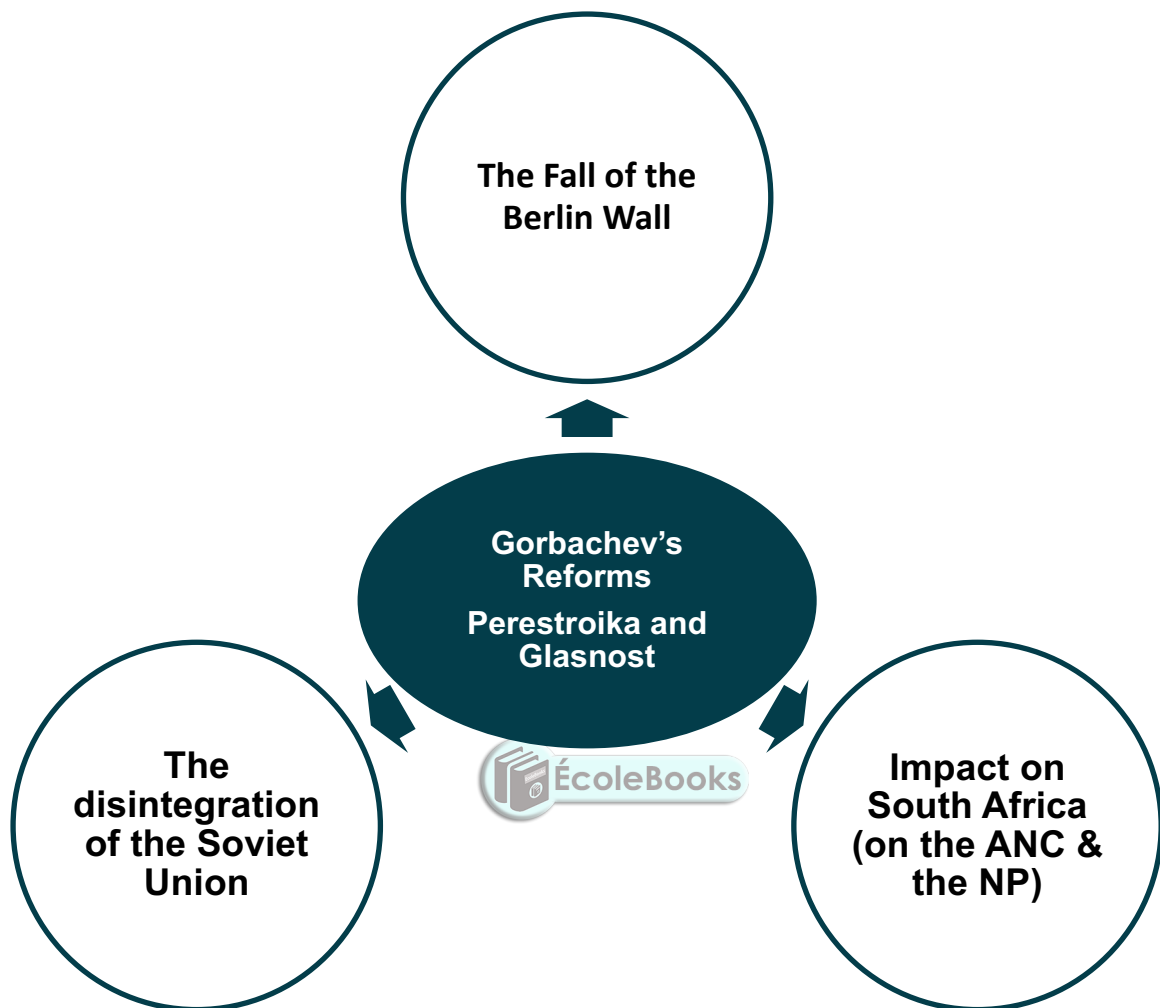 The Fall of the
Berlin Wall
Gorbachev’s
Reforms
Perestroika and
Glasnost
The
disintegration
of the Soviet
Union
ÉcoleBooks
Impact on
South Africa
(on the ANC &
the NP)